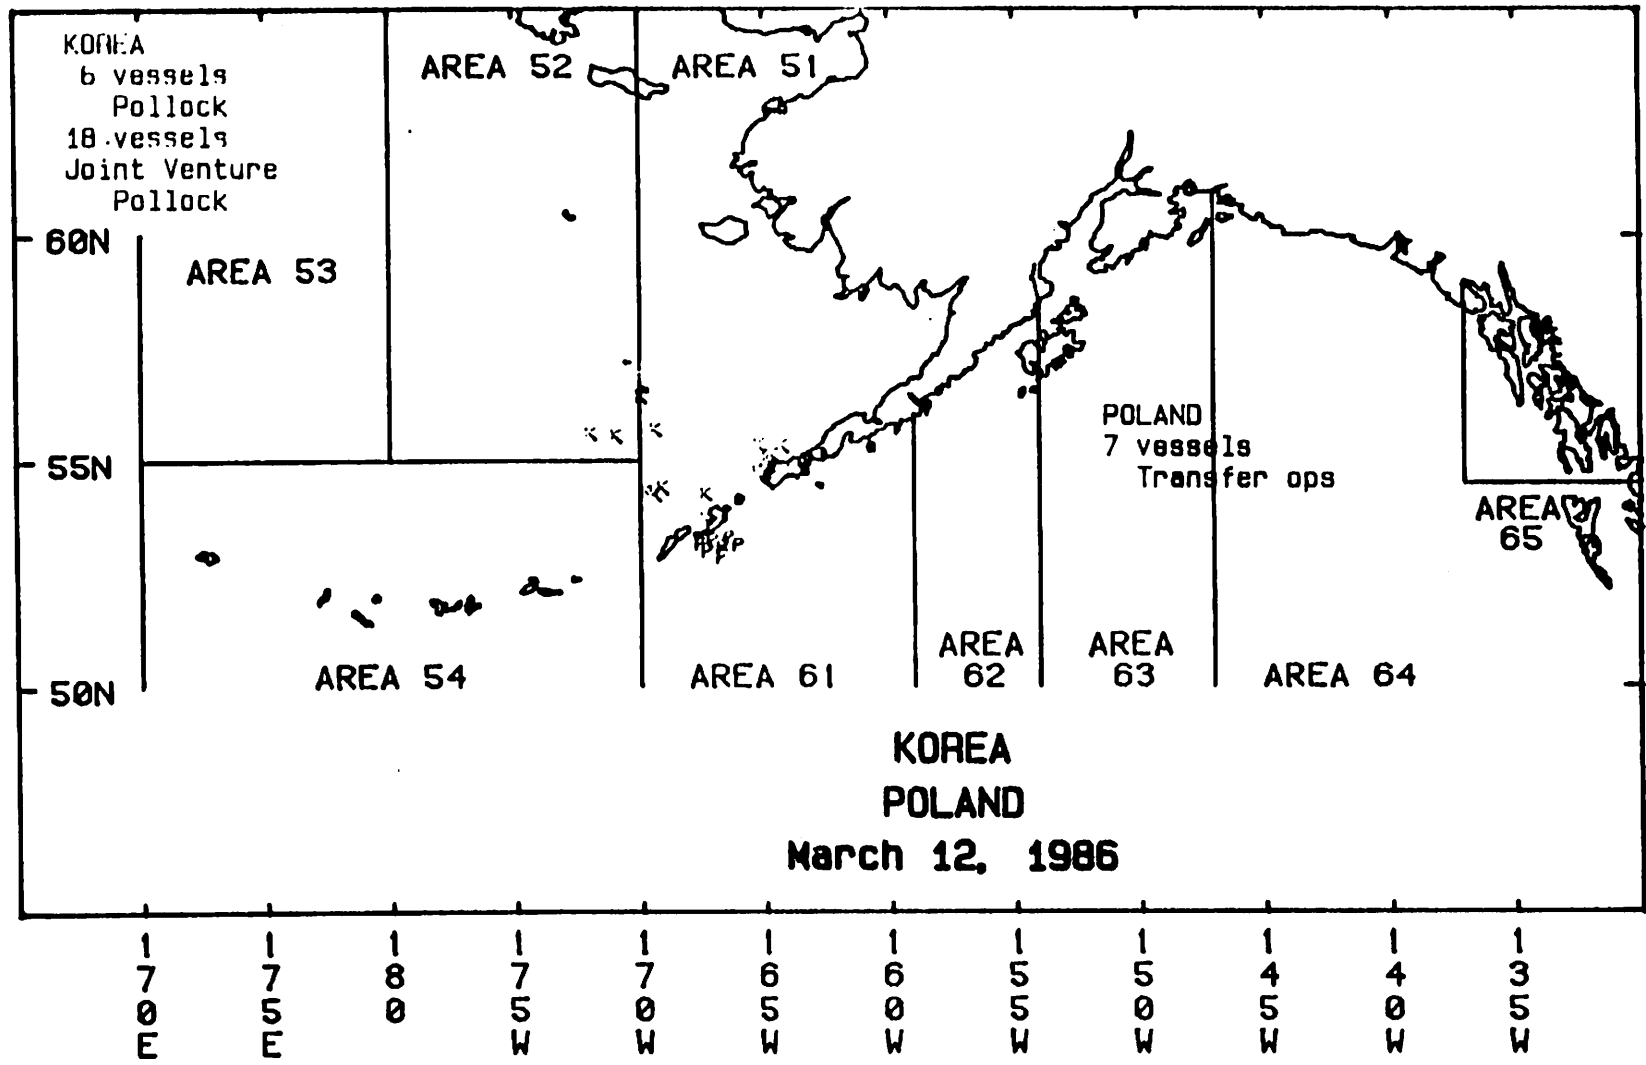 KOREA
6 vessels
Pollock
18 vessels
Joint Venture
Pollock
AREA 52
AREA 51
60N
AREA 53
POLAND
7 vessels
Transfer ops
K K K
55N
K K K
AREA
65
P
AREA 54
AREA 61
AREA
62
AREA
63
AREA 64
50N
KOREA
POLAND
March 12, 1986
170E
175E
180
175W
170W
165W
160W
155W
150W
145W
140W
135W